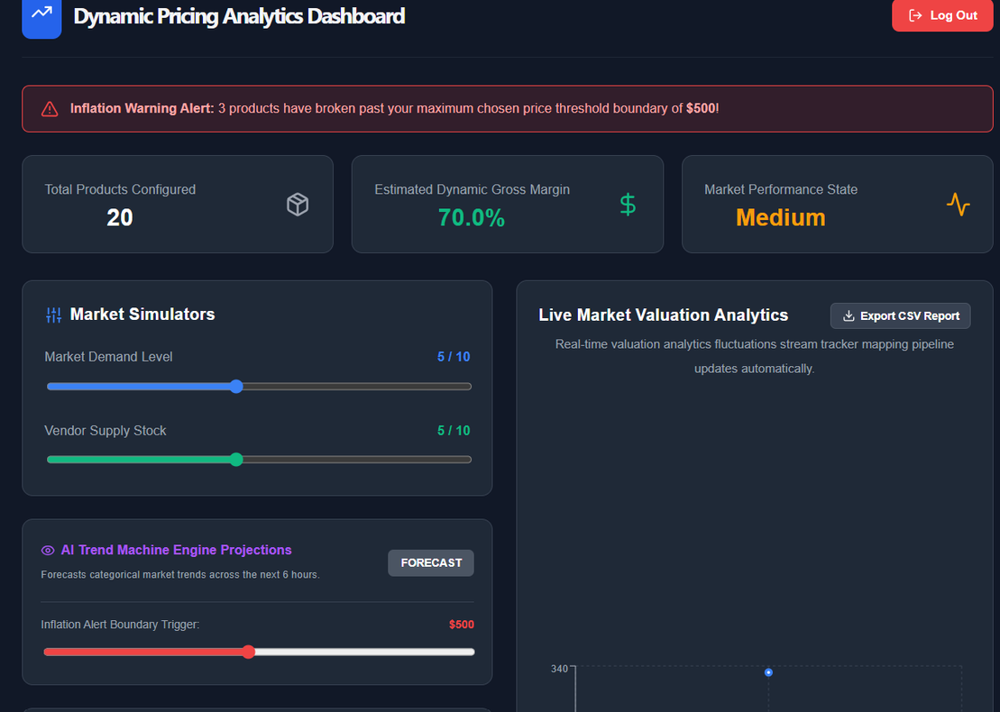 Dynamic Pricing Analytics Dashboard
Log Out
Inflation Warning Alert: 3 products have broken past your maximum chosen price threshold boundary of $500!
Total Products Configured
20
Estimated Dynamic Gross Margin
70.0%
Market Performance State
Medium
Market Simulators
Market Demand Level
5 / 10
Vendor Supply Stock
5 / 10
AI Trend Machine Engine Projections
Forecasts categorical market trends across the next 6 hours.
FORECAST
Inflation Alert Boundary Trigger:
$500
Live Market Valuation Analytics
Export CSV Report
Real-time valuation analytics fluctuations stream tracker mapping pipeline
updates automatically.
340